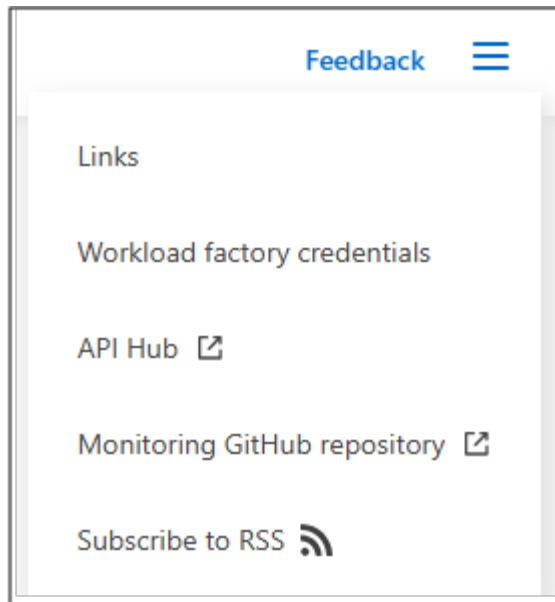 Feedback
Links
Workload factory credentials
API Hub
Monitoring GitHub repository
Subscribe to RSS